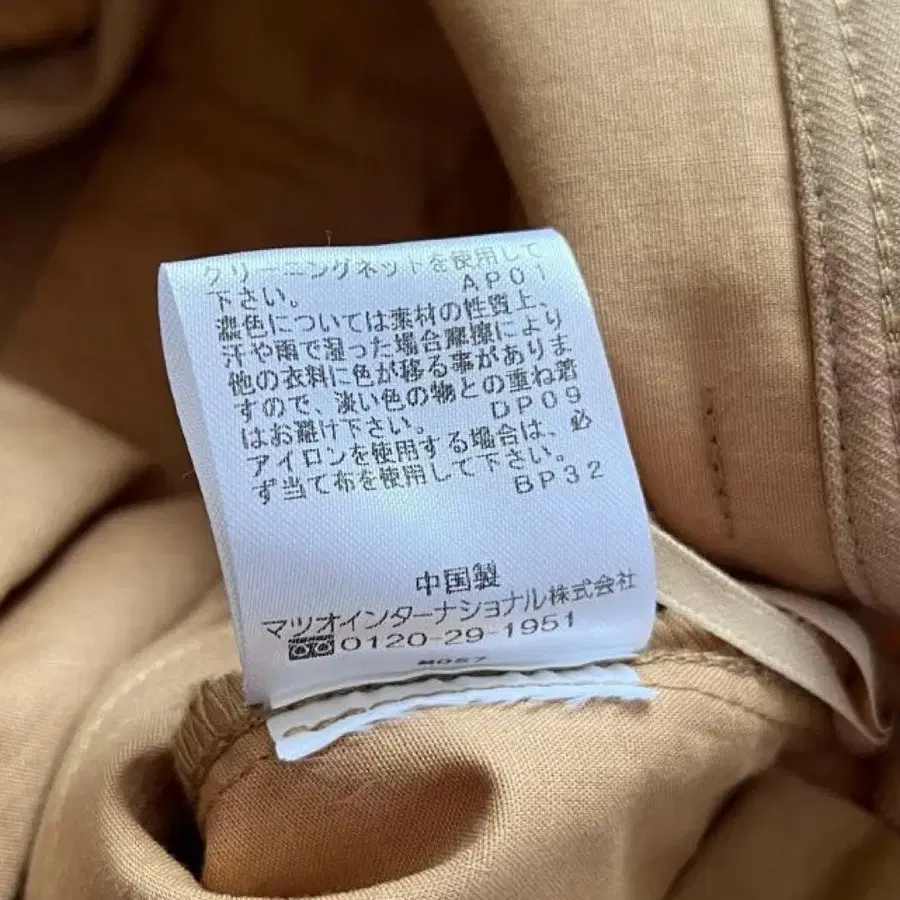 クリーニングネットを使用して
下さい。 AP01
濃色については素材の性質上、
汗や雨で湿った場合摩擦により
他の衣料に色が移る事がありま
すので、淡い色の物との重ね着
はお避け下さい。 DP09
アイロンを使用する場合は、必
ず当て布を使用して下さい。
BP32
中国製
マツオインターナショナル株式会社
0120-29-1951
M057